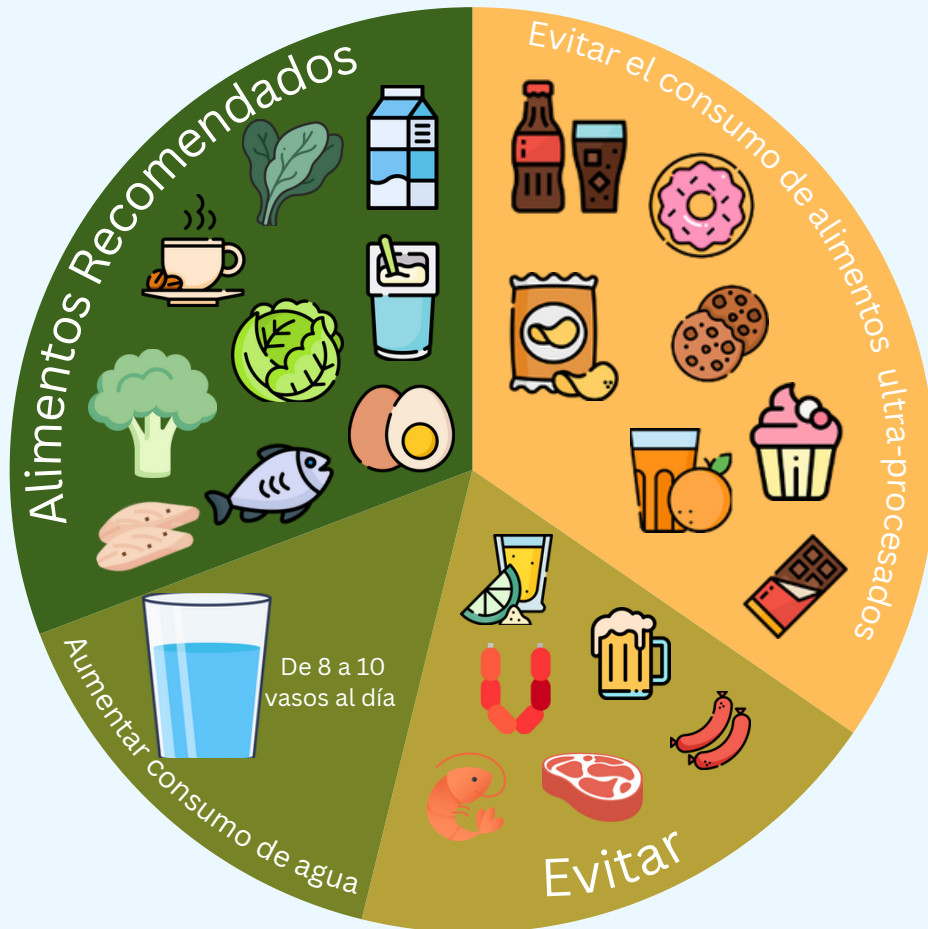 Alimentos Recomendados
Evitar el consumo de alimentos ultra-procesados
De 8 a 10
vasos al día
Aumentar consumo de agua
Evitar